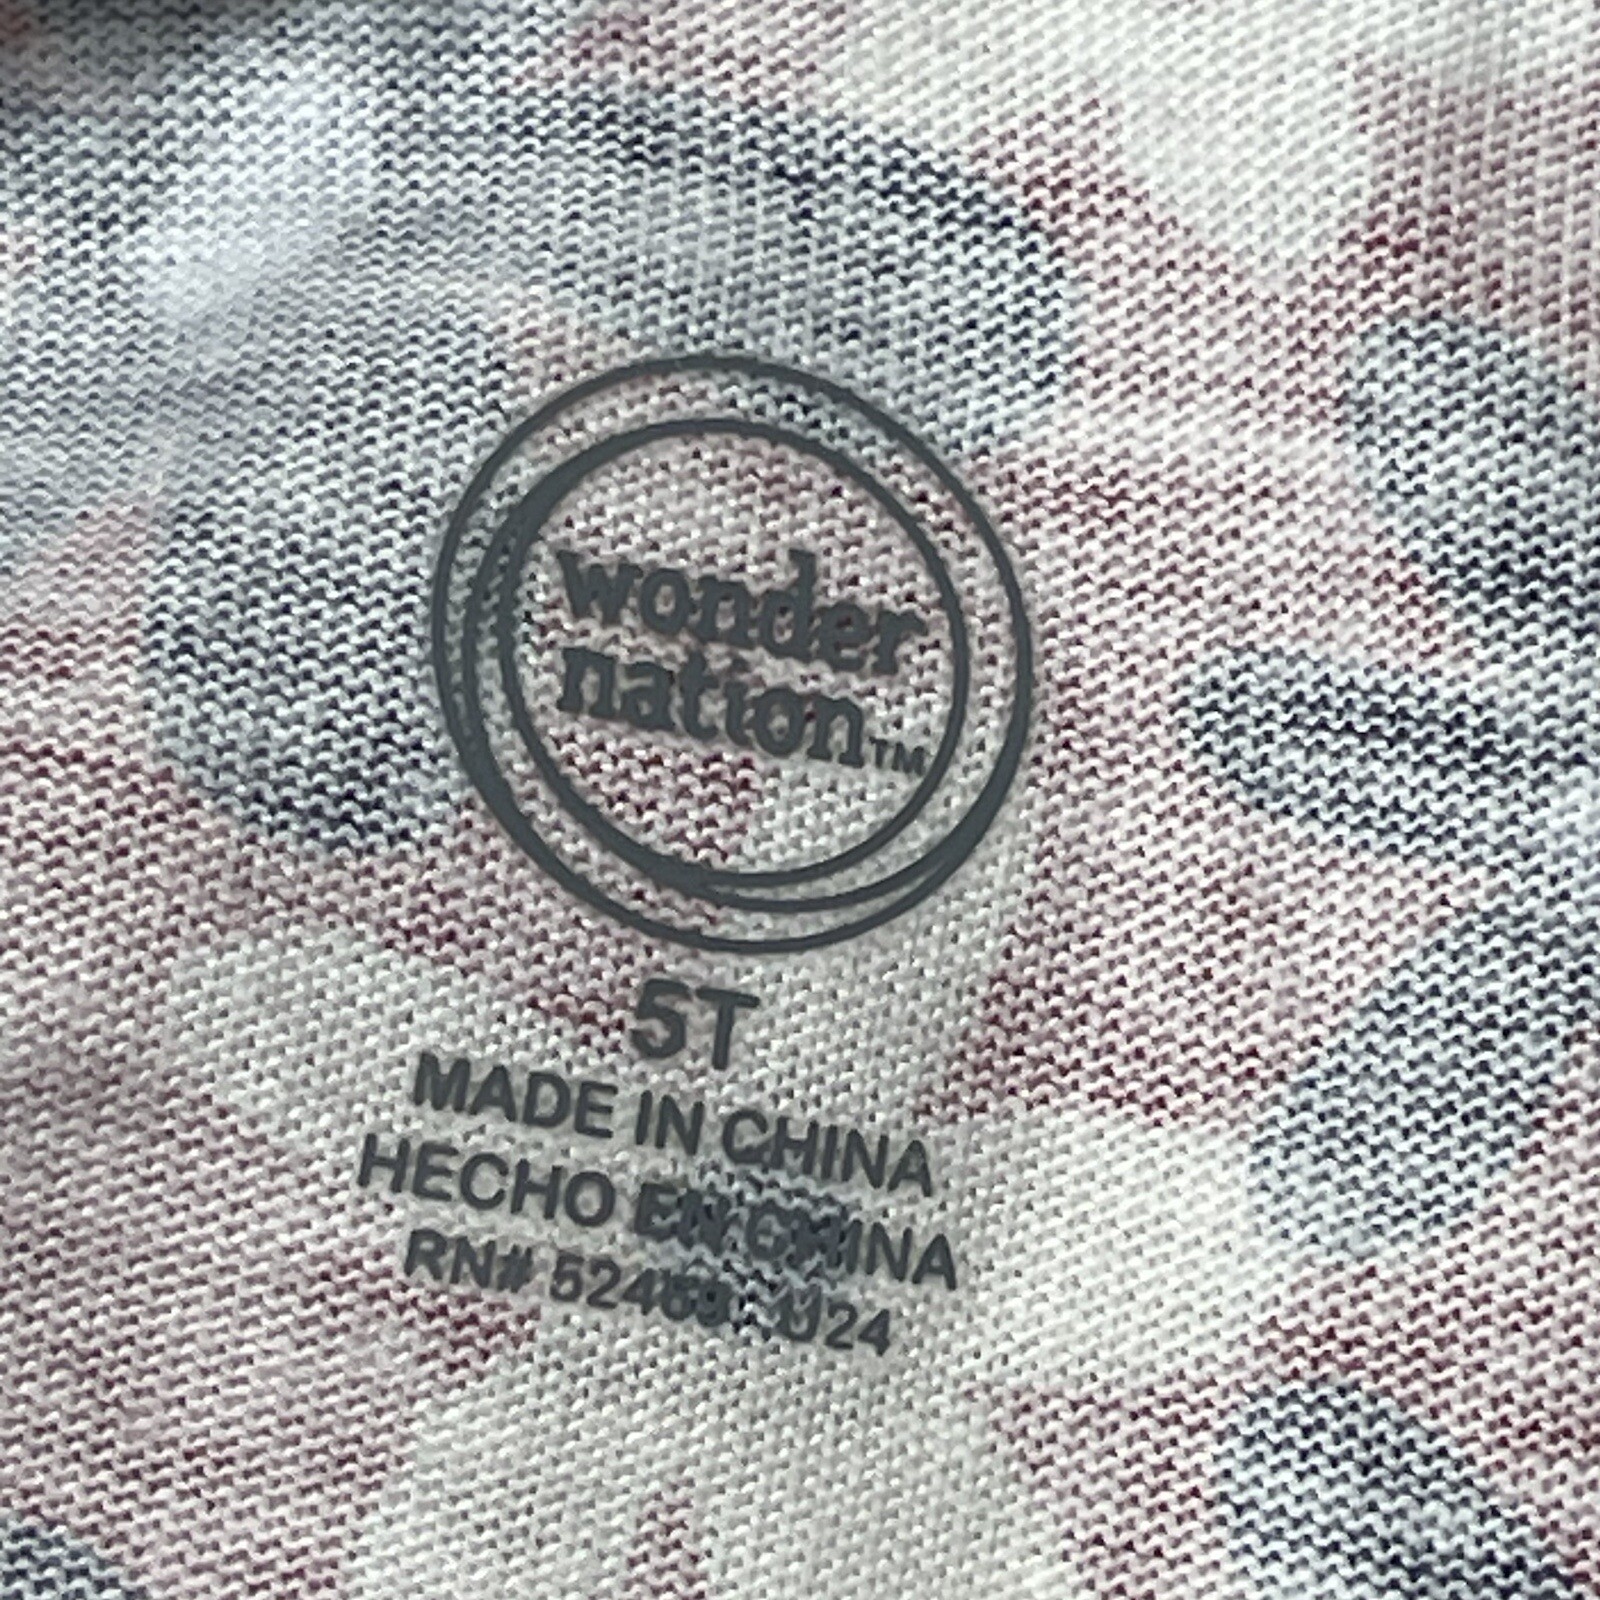 wonder
nation™
5T
MADE IN CHINA
HECHO EN CHINA
RN# 52469